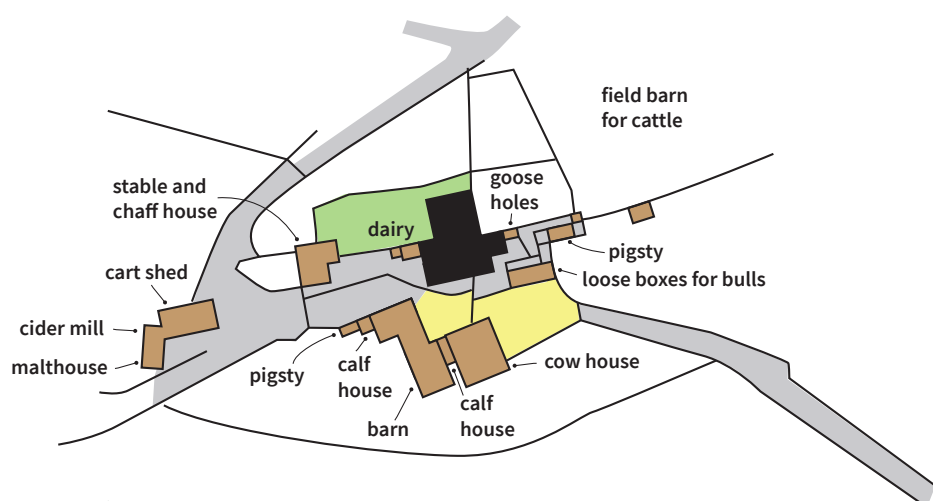 field barn
for cattle
stable and
chaff house
goose
holes
dairy
pigsty
cart shed
loose boxes for bulls
cider mill
malthouse
pigsty
calf
house
cow house
barn
calf
house